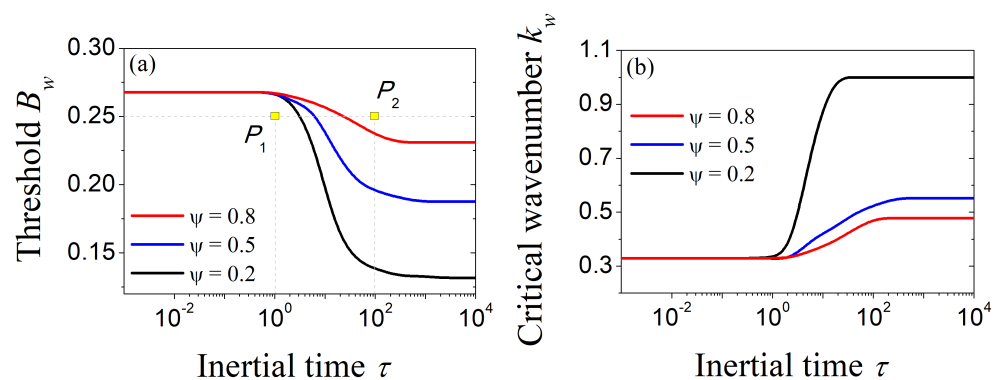 (a)
Threshold B_w
0.30
0.25
0.20
0.15
P_1
P_2
ψ = 0.8
ψ = 0.5
ψ = 0.2
10^-2 10^0 10^2 10^4
Inertial time τ
(b)
Critical wavenumber k_w
1.1
0.9
0.7
0.5
0.3
ψ = 0.8
ψ = 0.5
ψ = 0.2
10^-2 10^0 10^2 10^4
Inertial time τ